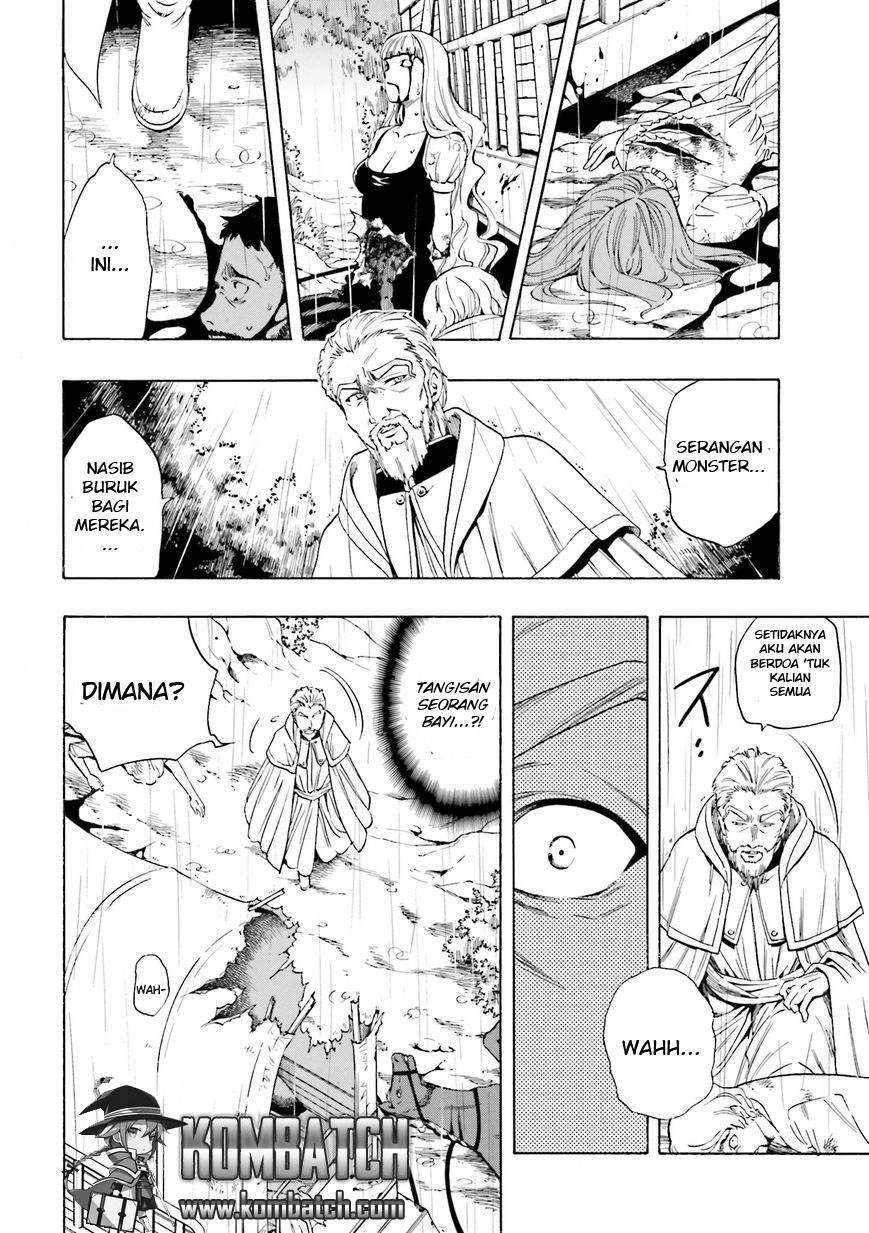 ...
INI...
SERANGAN
MONSTER...
NASIB
BURUK
BAGI
MEREKA.
...
SETIDAKNYA
AKU AKAN
BERDOA 'TUK
KALIAN
SEMUA
ス
WAHH...
TANGISAN
SEORANG
BAYI...?!
DIMANA?
WAH-
KOMBATCH
www.kombatch.com